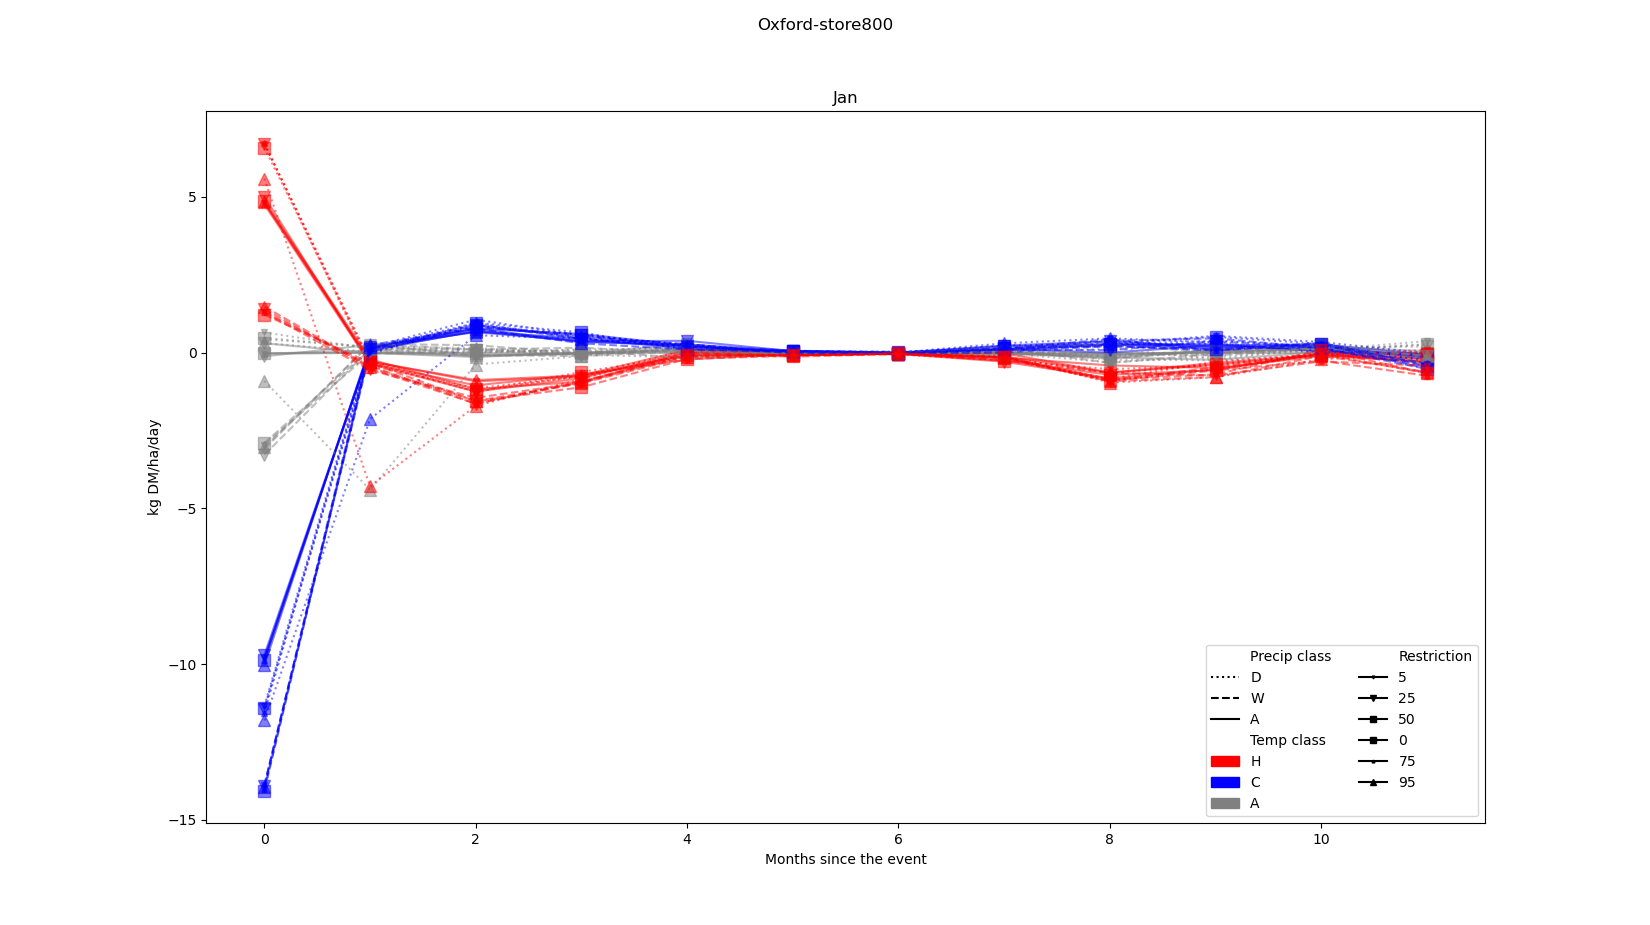 Oxford-store800
Jan
5
0
−5
−10
−15
kg DM/ha/day
0 2 4 6 8 10
Months since the event
Precip class
D
W
A
Temp class
H
C
A
Restriction
5
25
50
0
75
95